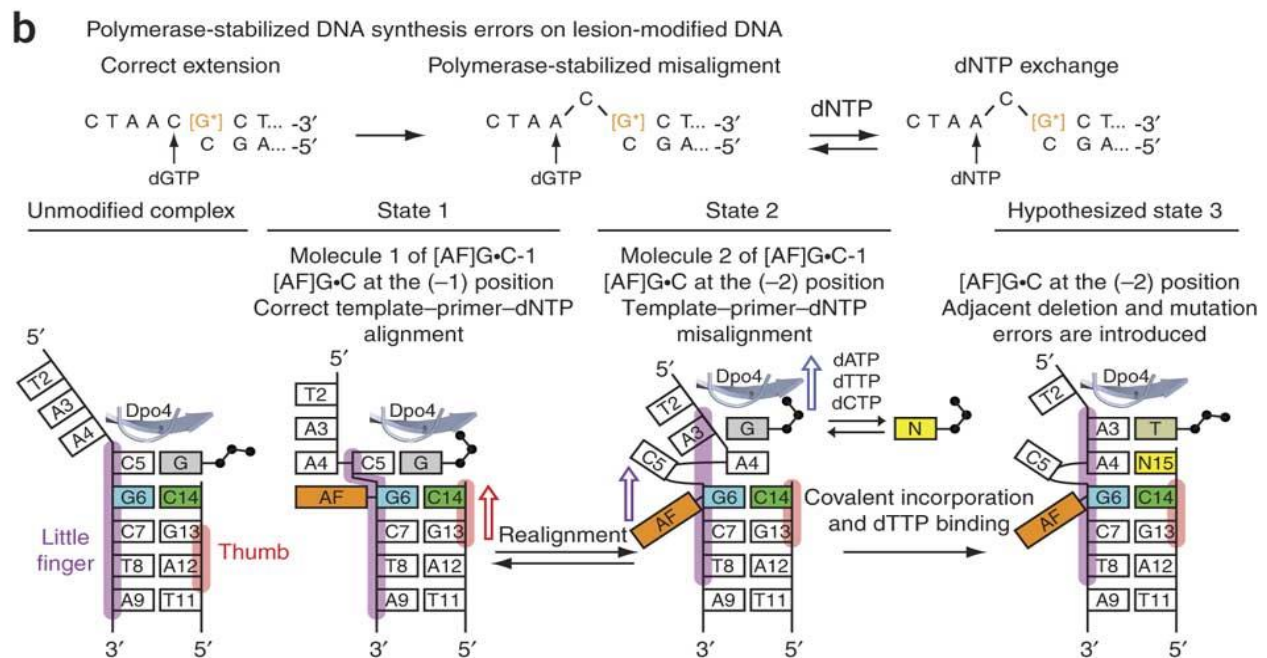 b Polymerase-stabilized DNA synthesis errors on lesion-modified DNA
Correct extension
C T A A C [G*] C T... -3′
C G A... -5′
dGTP
Polymerase-stabilized misaligment
C
C T A A [G*] C T... -3′
C G A... -5′
dGTP
dNTP
dNTP exchange
C
C T A A [G*] C T... -3′
C G A... -5′
dNTP
Unmodified complex
State 1
State 2
Hypothesized state 3
Molecule 1 of [AF]G•C-1
[AF]G•C at the (−1) position
Correct template–primer–dNTP
alignment
Molecule 2 of [AF]G•C-1
[AF]G•C at the (−2) position
Template–primer–dNTP
misalignment
[AF]G•C at the (−2) position
Adjacent deletion and mutation
errors are introduced
5′
T2
A3
A4
Dpo4
C5 G
G6 C14
C7 G13
T8 A12
A9 T11
3′ 5′
Little
finger
Thumb
5′
T2
A3
Dpo4
A4 C5 G
AF G6 C14
C7 G13
T8 A12
A9 T11
3′ 5′
Realignment
5′
T2
Dpo4
A3 G
C5 A4
AF G6 C14
C7 G13
T8 A12
A9 T11
3′ 5′
dATP
dTTP
dCTP
N
Covalent incorporation
and dTTP binding
5′
T2
Dpo4
A3 T
C5 A4 N15
AF G6 C14
C7 G13
T8 A12
A9 T11
3′ 5′